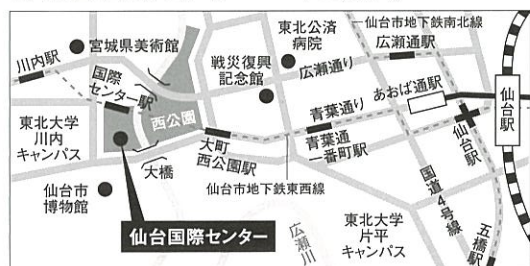 宮城県美術館
川内駅
国際
センター駅
東北大学
川内
キャンパス
西公園
大橋
仙台市
博物館
仙台国際センター
戦災復興
記念館
東北公済
病院
広瀬通り
仙台市地下鉄南北線
広瀬通駅
あおば通駅
青葉通り
青葉通
一番町駅
大町
西公園駅
仙台市地下鉄東西線
広瀬川
東北大学
片平
キャンパス
国道4号線
仙台駅
仙台駅
五橋駅